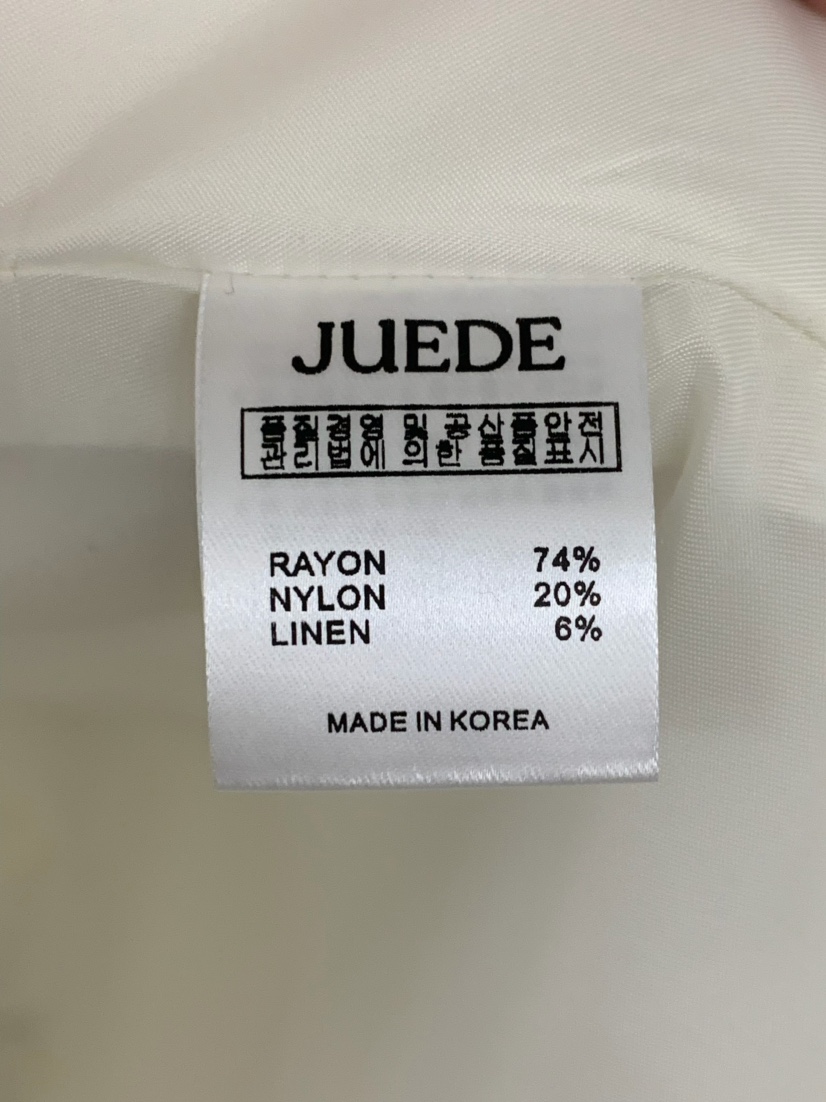 JUEDE
품질경영 및 공산품안전
관리법에 의한 품질표시
RAYON 74%
NYLON 20%
LINEN 6%
MADE IN KOREA